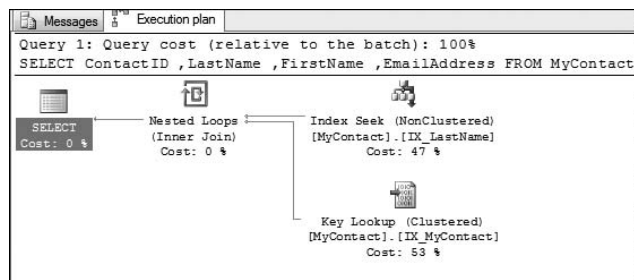 Messages
Execution plan
Query 1: Query cost (relative to the batch): 100%
SELECT ContactID ,LastName ,FirstName ,EmailAddress FROM MyContact
SELECT
Cost: 0 %
Nested Loops
(Inner Join)
Cost: 0 %
Index Seek (NonClustered)
[MyContact].[IX_LastName]
Cost: 47 %
Key Lookup (Clustered)
[MyContact].[IX_MyContact]
Cost: 53 %